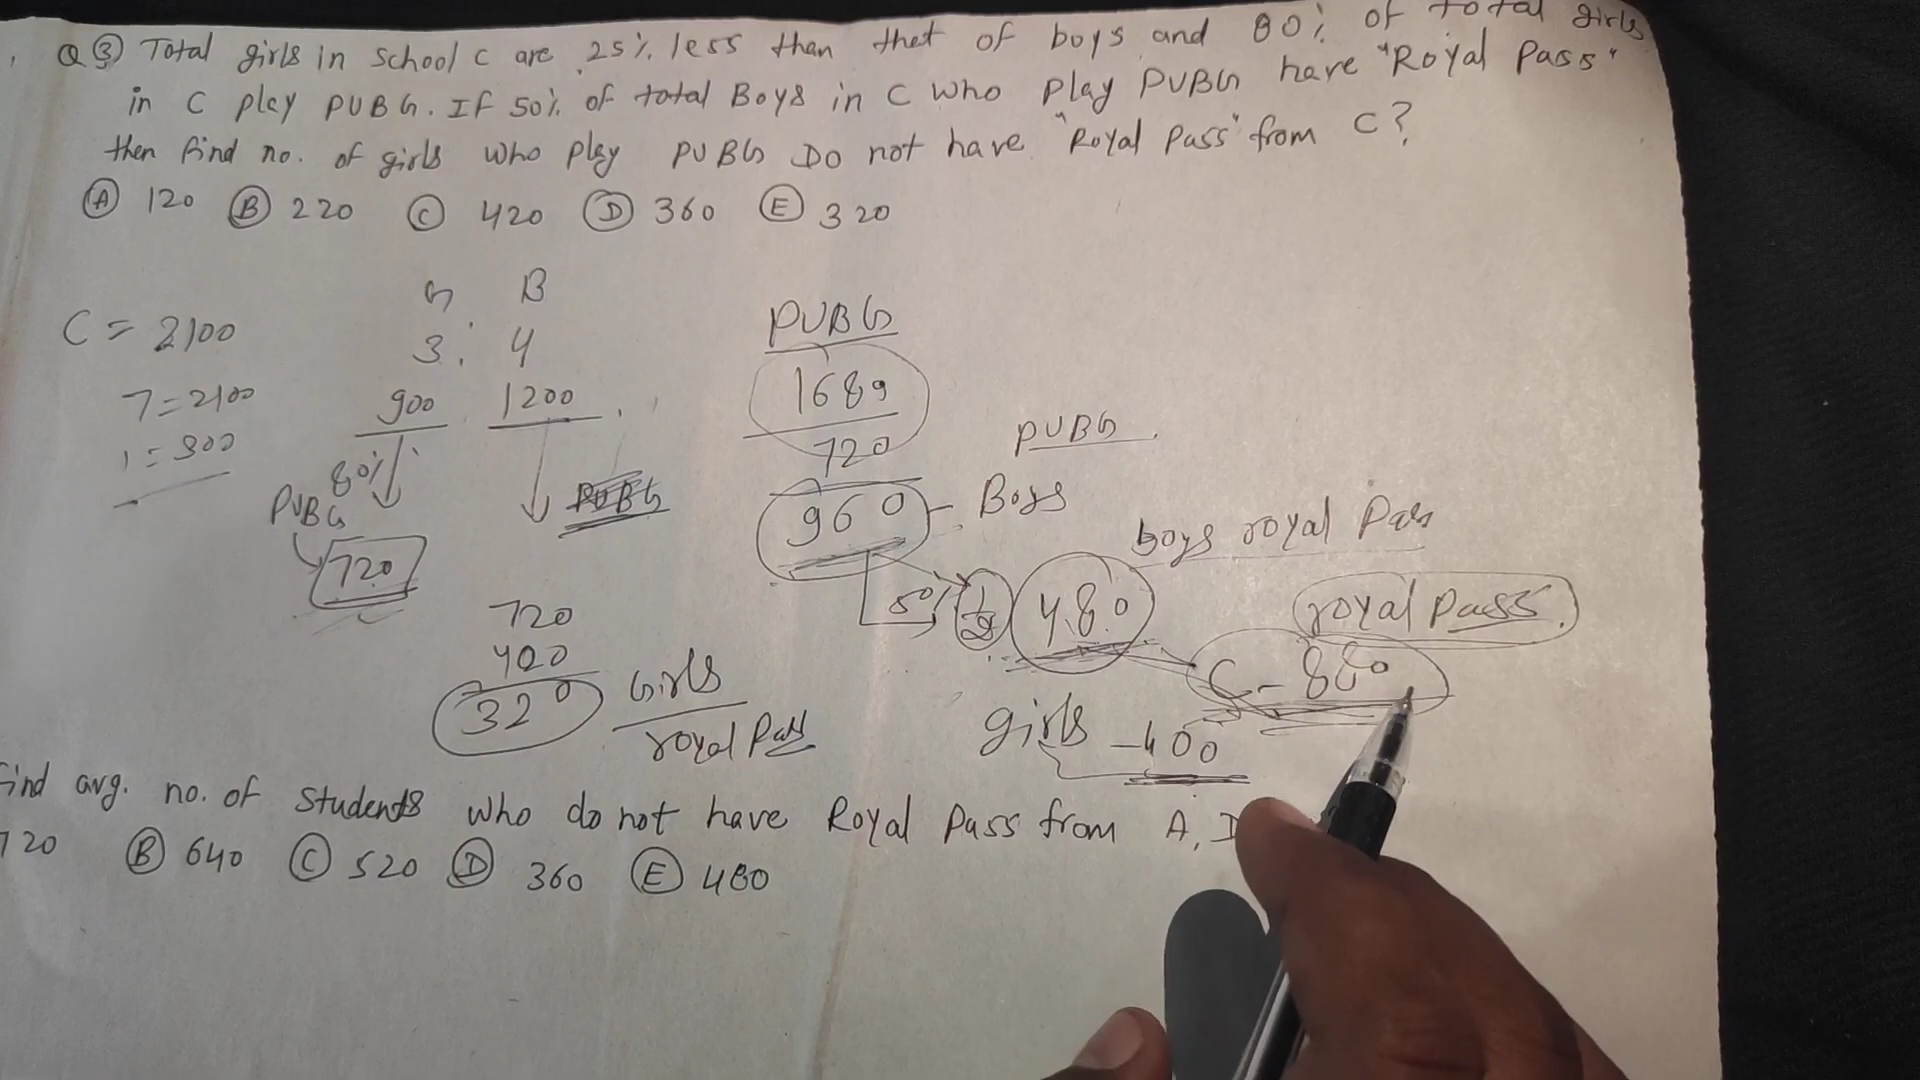 Q③ Total girls in school C are 25% less than thet of boys and 80% of total girls
in C play PUBG. If 50% of total Boys in C who play PUBG have "Royal Pass"
then find no. of girls who play PUBG Do not have "Royal Pass" from C?
Ⓐ 120 Ⓑ 220 Ⓒ 420 Ⓓ 360 Ⓔ 320
G B
C = 2100
3 : 4
7 = 2100
900 1200
1 = 300
80%
PUBG
720
PUBG
PUBG
1680
720
960 - Boys
PUBG
50% 1/2 480
boys royal Pass
royal Pass
C - 880
girls - 400
720
400
320 Girls
royal Pass
find avg. no. of students who do not have Royal Pass from A,
720 Ⓑ 640 Ⓒ 520 Ⓓ 360 Ⓔ 480